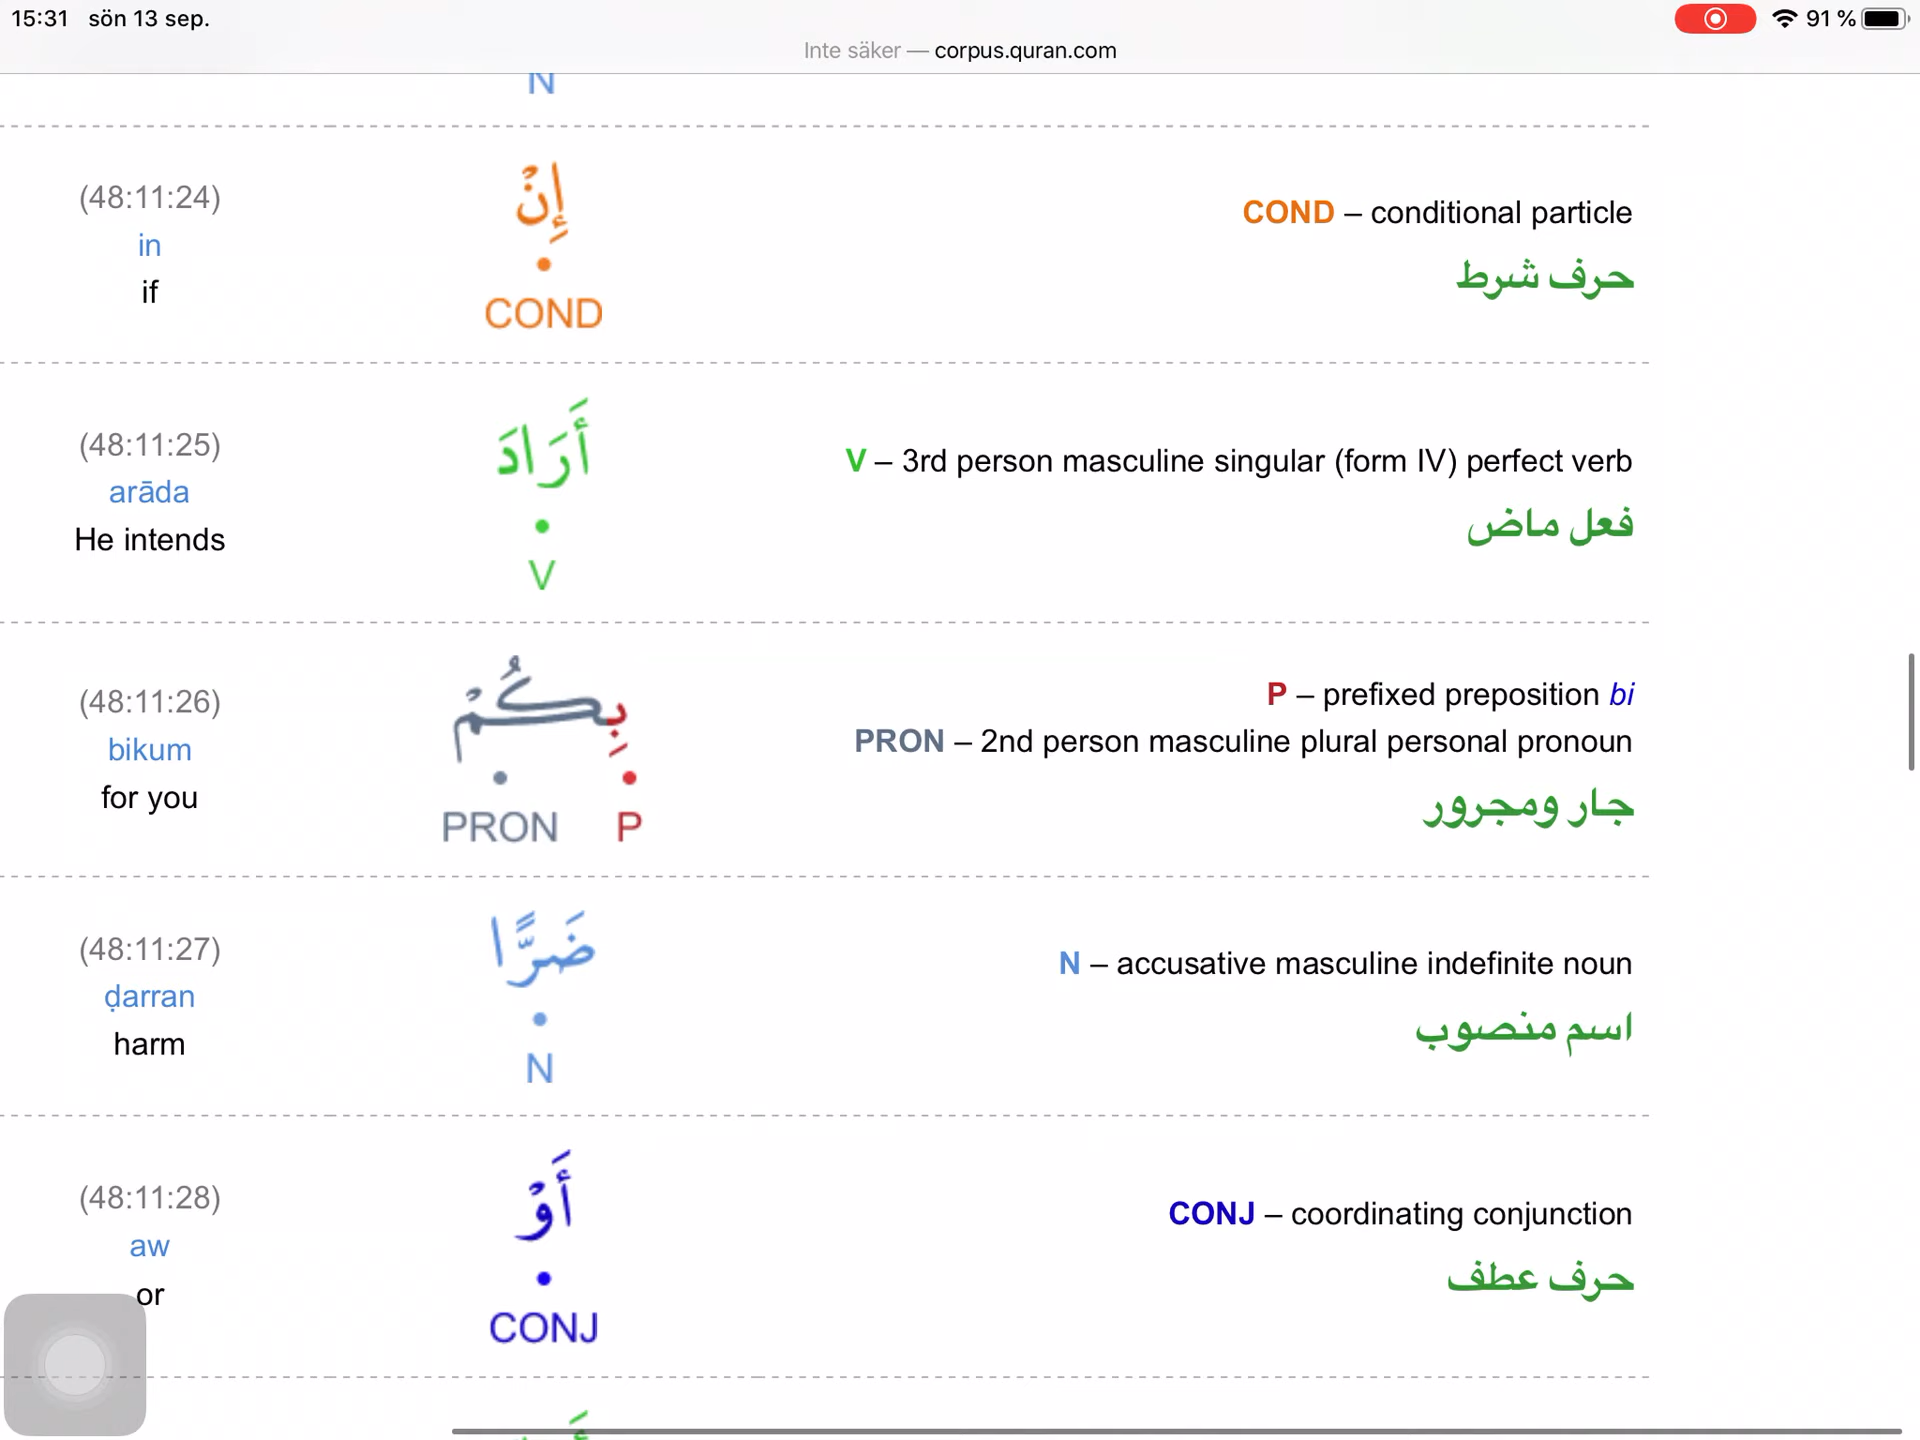 15:31 sön 13 sep.
91 %
Inte säker — corpus.quran.com
N
(48:11:24)
in
if
إِنْ
COND
COND – conditional particle
حرف شرط
(48:11:25)
arāda
He intends
أَرَادَ
V
V – 3rd person masculine singular (form IV) perfect verb
فعل ماض
(48:11:26)
bikum
for you
بِكُمْ
PRON P
P – prefixed preposition bi
PRON – 2nd person masculine plural personal pronoun
جار ومجرور
(48:11:27)
ḍarran
harm
ضَرًّا
N
N – accusative masculine indefinite noun
اسم منصوب
(48:11:28)
aw
or
أَوْ
CONJ
CONJ – coordinating conjunction
حرف عطف